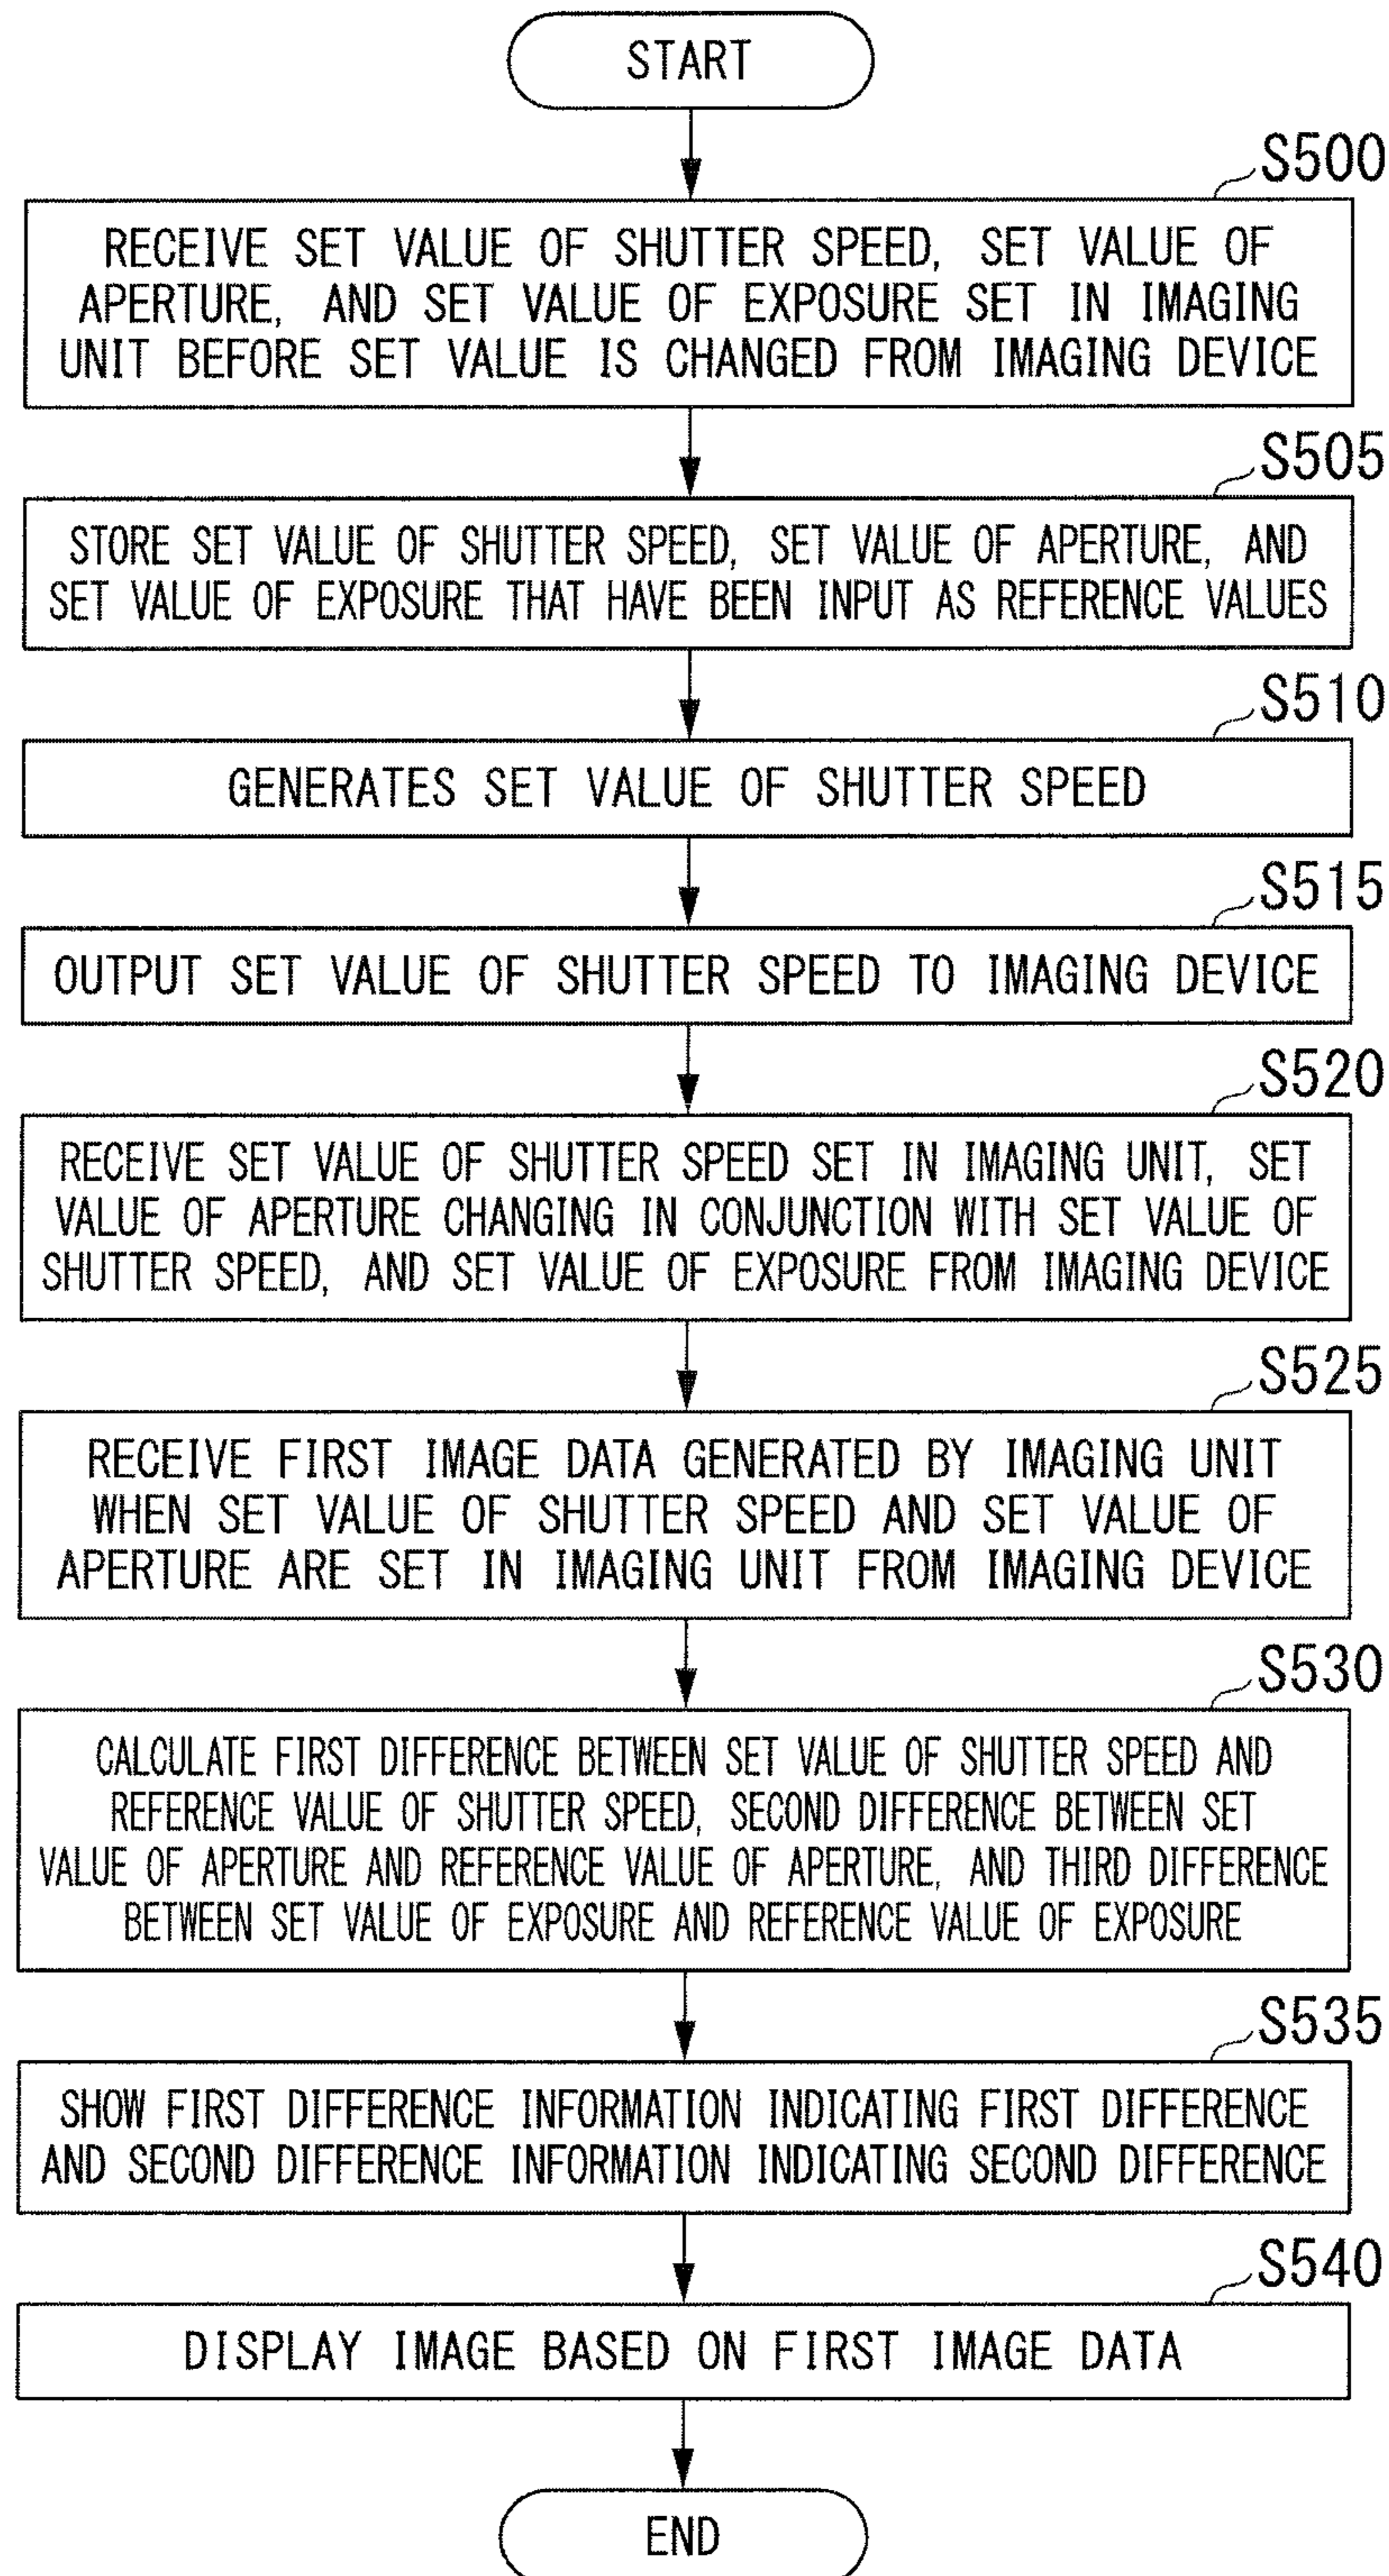 START
S500
RECEIVE SET VALUE OF SHUTTER SPEED, SET VALUE OF
APERTURE, AND SET VALUE OF EXPOSURE SET IN IMAGING
UNIT BEFORE SET VALUE IS CHANGED FROM IMAGING DEVICE
S505
STORE SET VALUE OF SHUTTER SPEED, SET VALUE OF APERTURE, AND
SET VALUE OF EXPOSURE THAT HAVE BEEN INPUT AS REFERENCE VALUES
S510
GENERATES SET VALUE OF SHUTTER SPEED
S515
OUTPUT SET VALUE OF SHUTTER SPEED TO IMAGING DEVICE
S520
RECEIVE SET VALUE OF SHUTTER SPEED SET IN IMAGING UNIT, SET
VALUE OF APERTURE CHANGING IN CONJUNCTION WITH SET VALUE OF
SHUTTER SPEED, AND SET VALUE OF EXPOSURE FROM IMAGING DEVICE
S525
RECEIVE FIRST IMAGE DATA GENERATED BY IMAGING UNIT
WHEN SET VALUE OF SHUTTER SPEED AND SET VALUE OF
APERTURE ARE SET IN IMAGING UNIT FROM IMAGING DEVICE
S530
CALCULATE FIRST DIFFERENCE BETWEEN SET VALUE OF SHUTTER SPEED AND
REFERENCE VALUE OF SHUTTER SPEED, SECOND DIFFERENCE BETWEEN SET
VALUE OF APERTURE AND REFERENCE VALUE OF APERTURE, AND THIRD DIFFERENCE
BETWEEN SET VALUE OF EXPOSURE AND REFERENCE VALUE OF EXPOSURE
S535
SHOW FIRST DIFFERENCE INFORMATION INDICATING FIRST DIFFERENCE
AND SECOND DIFFERENCE INFORMATION INDICATING SECOND DIFFERENCE
S540
DISPLAY IMAGE BASED ON FIRST IMAGE DATA
END